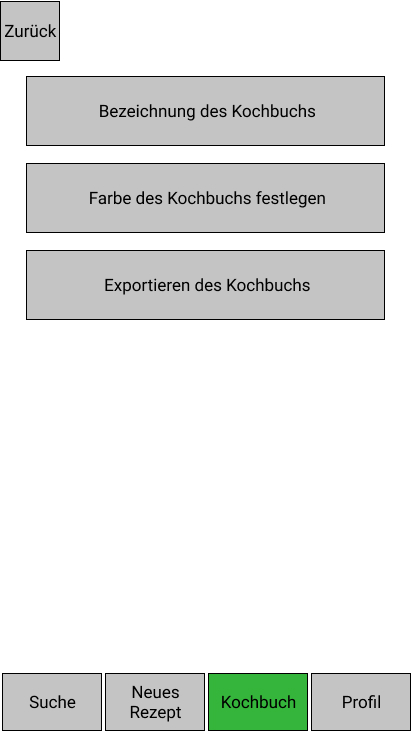 Zurück
Bezeichnung des Kochbuchs
Farbe des Kochbuchs festlegen
Exportieren des Kochbuchs
Suche
Neues
Rezept
Kochbuch
Profil